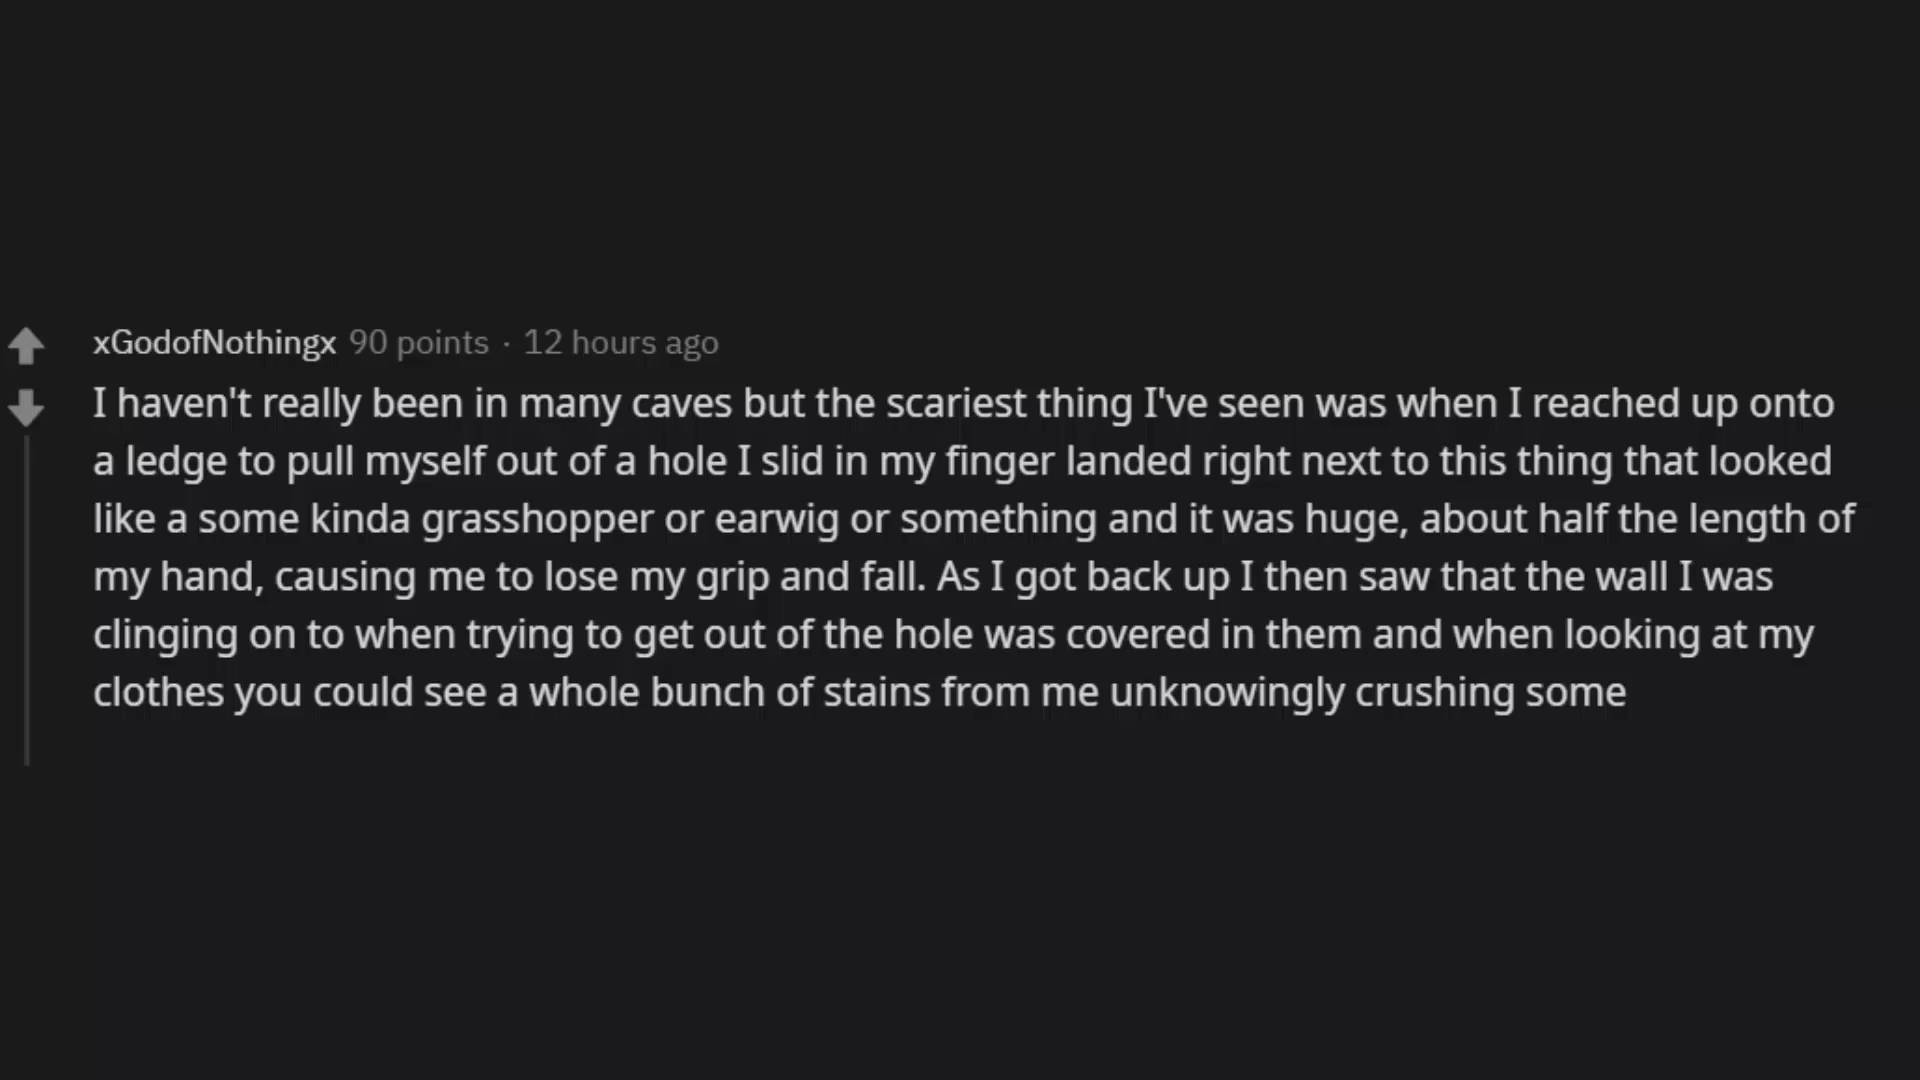 xGodofNothingx 90 points · 12 hours ago
I haven't really been in many caves but the scariest thing I've seen was when I reached up onto
a ledge to pull myself out of a hole I slid in my finger landed right next to this thing that looked
like a some kinda grasshopper or earwig or something and it was huge, about half the length of
my hand, causing me to lose my grip and fall. As I got back up I then saw that the wall I was
clinging on to when trying to get out of the hole was covered in them and when looking at my
clothes you could see a whole bunch of stains from me unknowingly crushing some